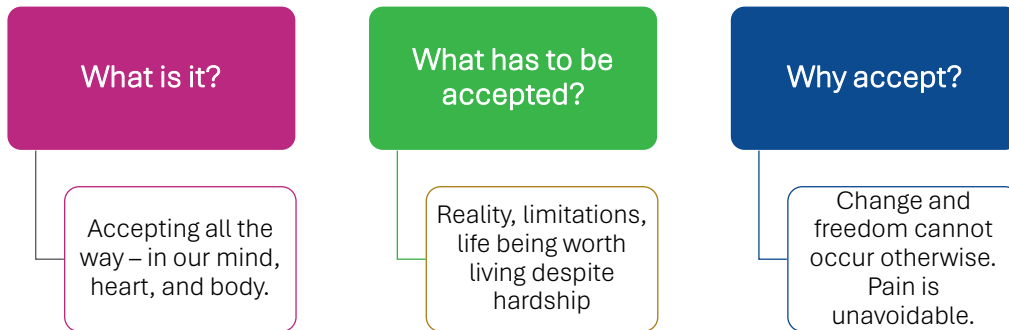 What is it?
Accepting all the
way – in our mind,
heart, and body.
What has to be
accepted?
Reality, limitations,
life being worth
living despite
hardship
Why accept?
Change and
freedom cannot
occur otherwise.
Pain is
unavoidable.